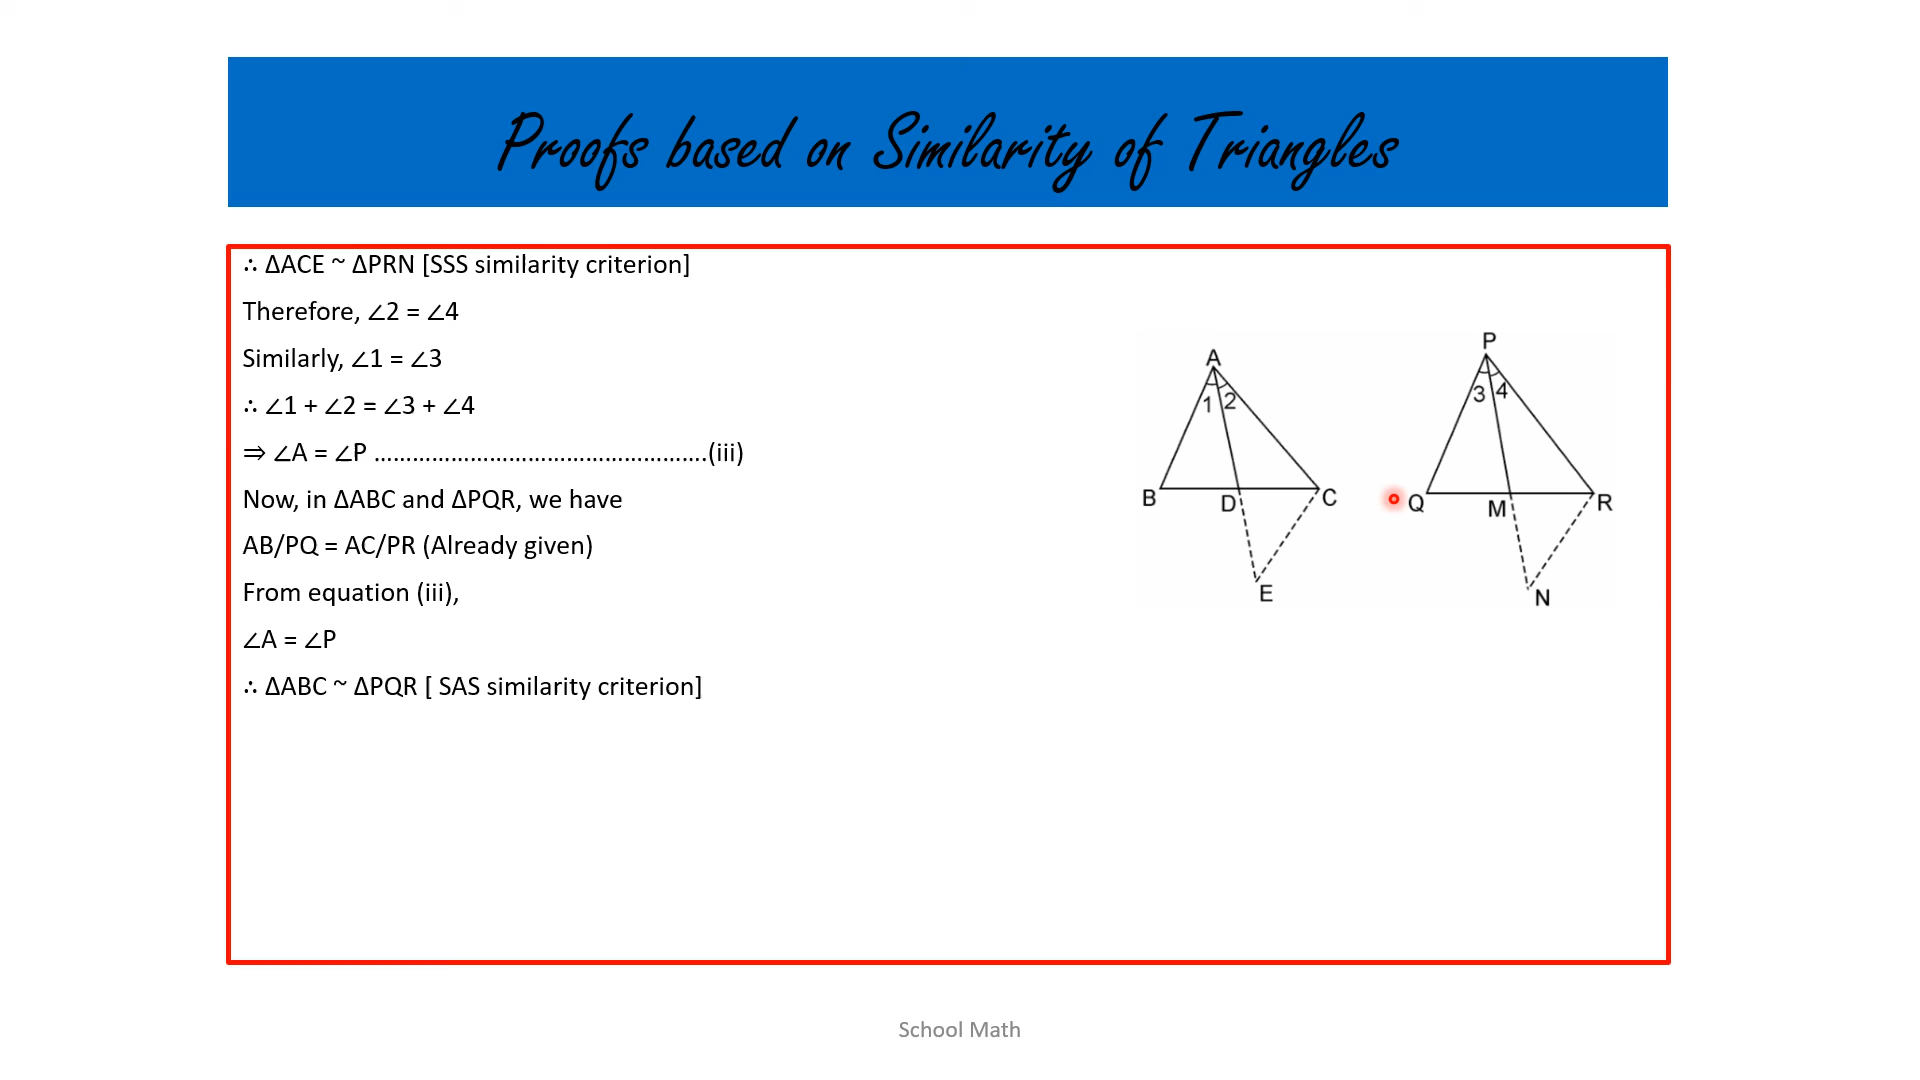 Proofs based on Similarity of Triangles
∴ ΔACE ~ ΔPRN [SSS similarity criterion]
Therefore, ∠2 = ∠4
Similarly, ∠1 = ∠3
∴ ∠1 + ∠2 = ∠3 + ∠4
⇒ ∠A = ∠P ………………………………………….(iii)
Now, in ΔABC and ΔPQR, we have
AB/PQ = AC/PR (Already given)
From equation (iii),
∠A = ∠P
∴ ΔABC ~ ΔPQR [ SAS similarity criterion]
A
1 2
B D C
E
P
3 4
Q M R
N
School Math